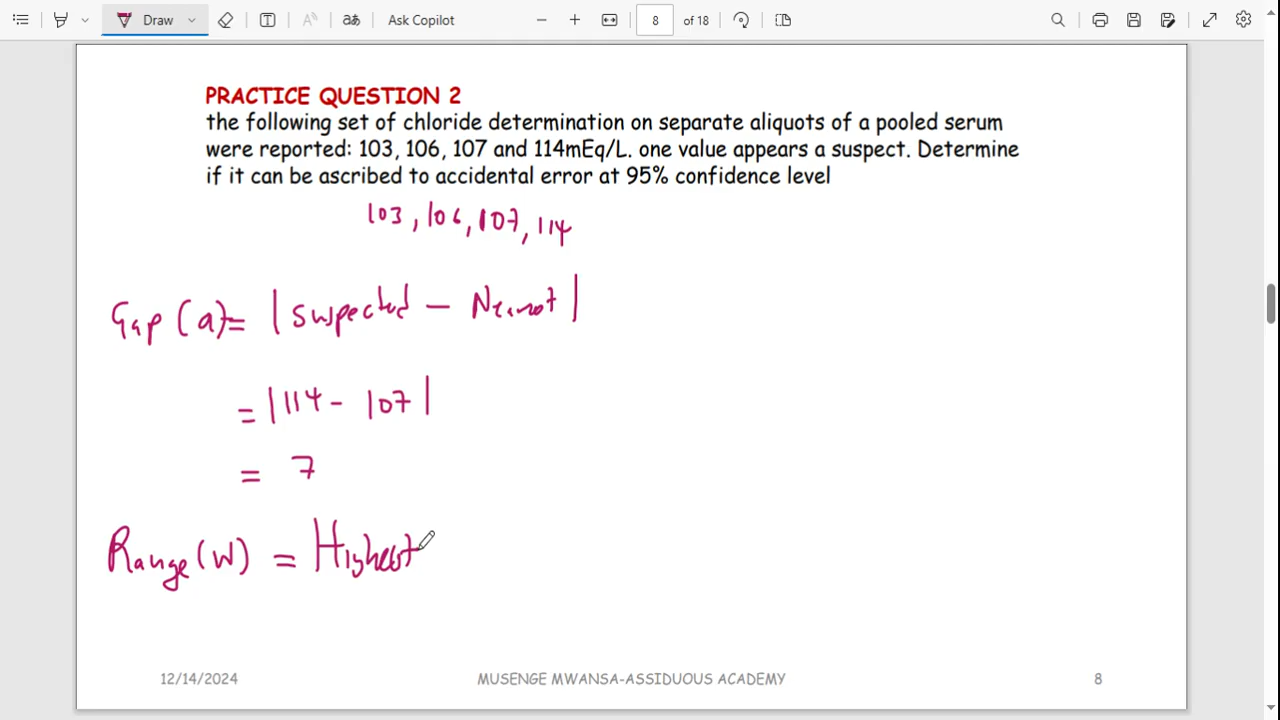 Draw
aあ
Ask Copilot
8
of 18
PRACTICE QUESTION 2
the following set of chloride determination on separate aliquots of a pooled serum
were reported: 103, 106, 107 and 114mEq/L. one value appears a suspect. Determine
if it can be ascribed to accidental error at 95% confidence level
103, 106, 107, 114
Gap (a) = | Suspected - Nearest |
= | 114 - 107 |
= 7
Range (W) = Highest
12/14/2024
MUSENGE MWANSA-ASSIDUOUS ACADEMY
8